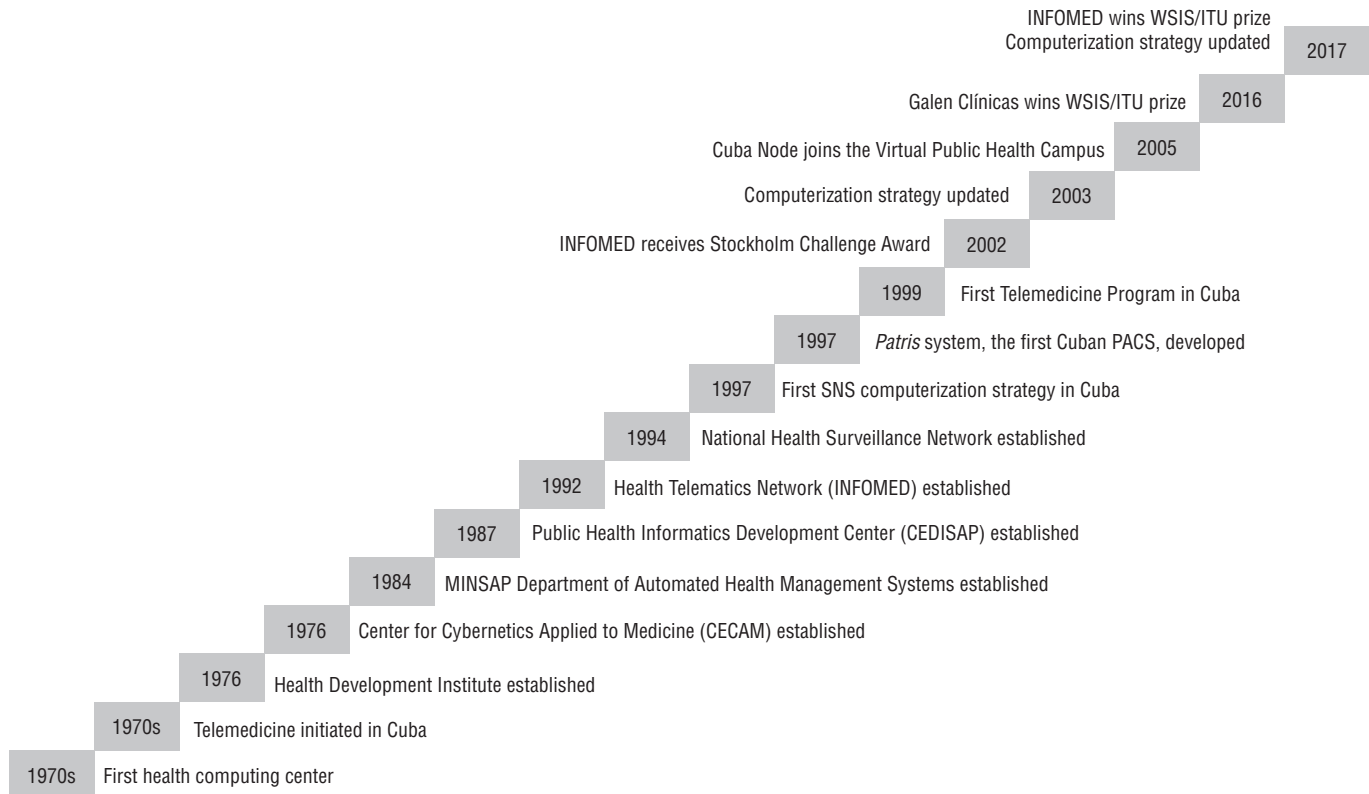 INFOMED wins WSIS/ITU prize
Computerization strategy updated
2017
Galen Clínicas wins WSIS/ITU prize
2016
Cuba Node joins the Virtual Public Health Campus
2005
Computerization strategy updated
2003
INFOMED receives Stockholm Challenge Award
2002
1999
First Telemedicine Program in Cuba
1997
Patris system, the first Cuban PACS, developed
1997
First SNS computerization strategy in Cuba
1994
National Health Surveillance Network established
1992
Health Telematics Network (INFOMED) established
1987
Public Health Informatics Development Center (CEDISAP) established
1984
MINSAP Department of Automated Health Management Systems established
1976
Center for Cybernetics Applied to Medicine (CECAM) established
1976
Health Development Institute established
1970s
Telemedicine initiated in Cuba
1970s
First health computing center